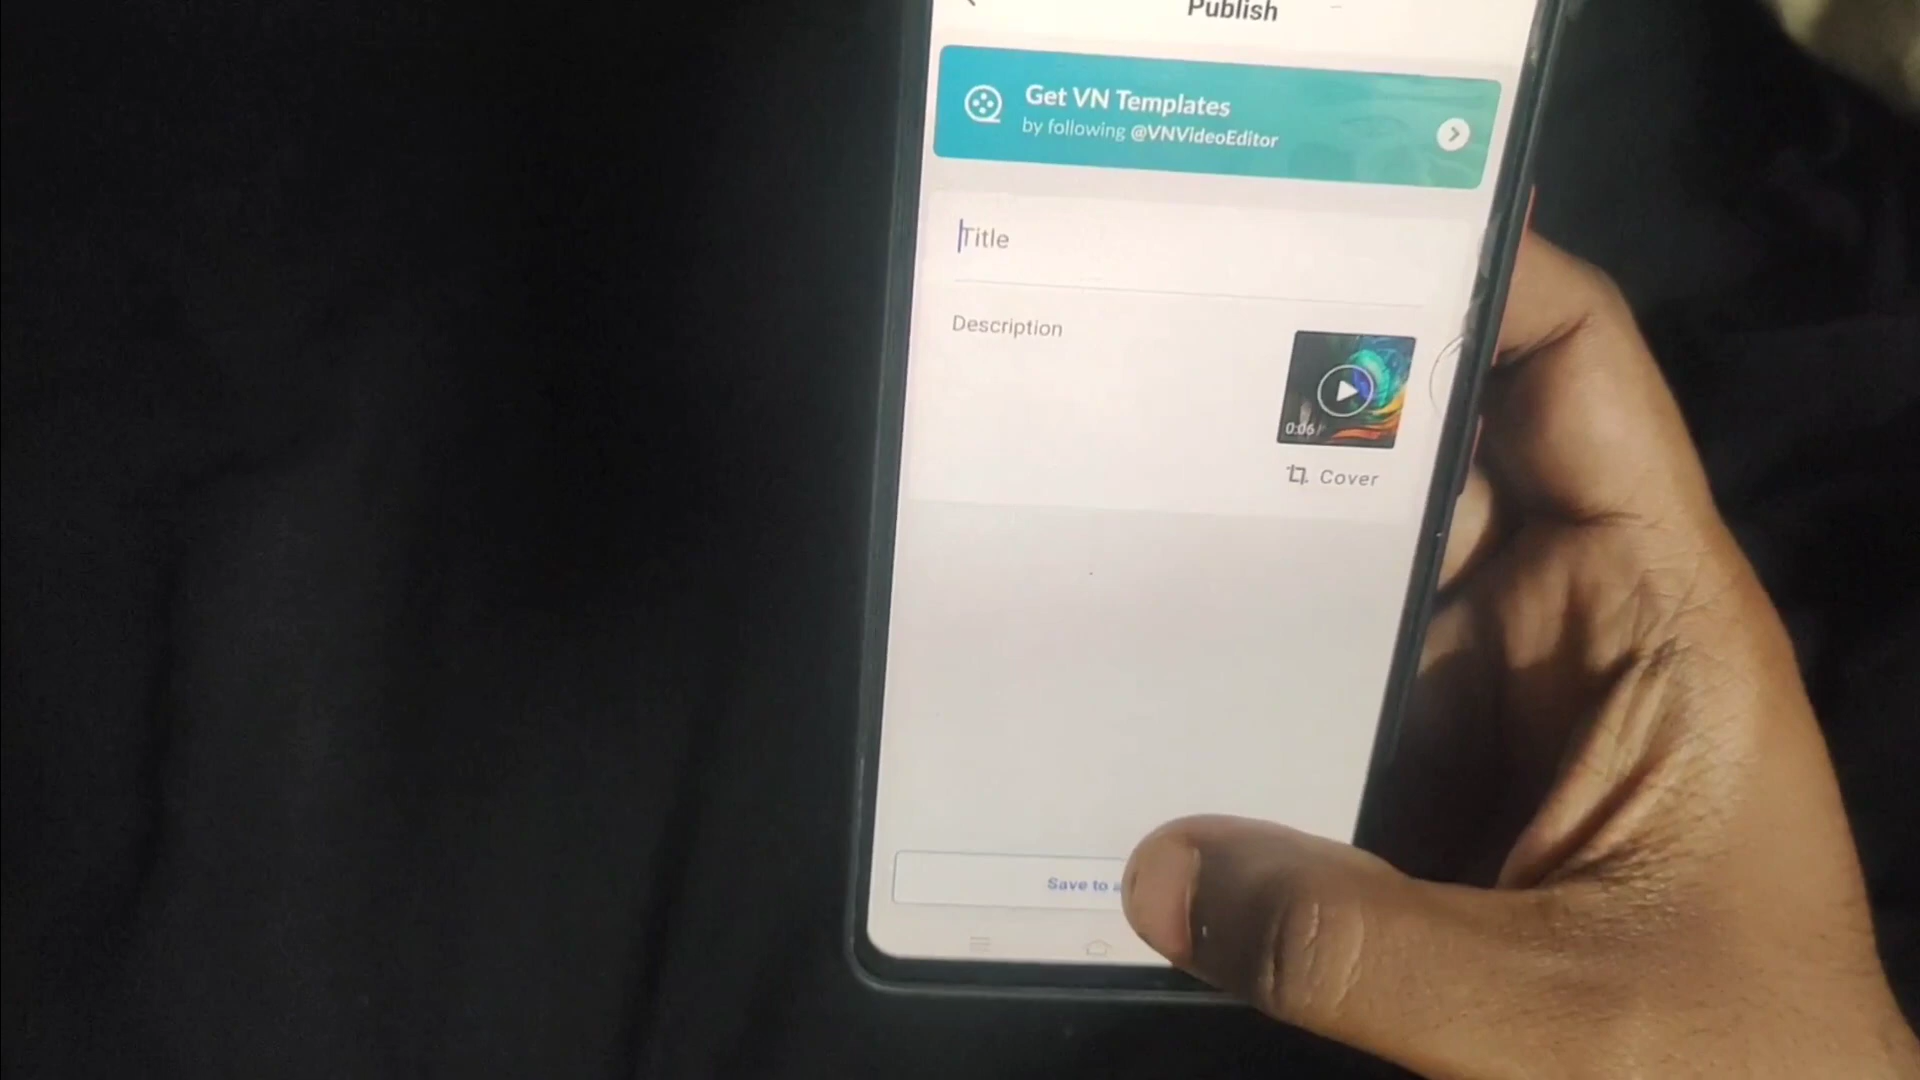 Publish
Get VN Templates
by following @VNVideoEditor
Title
Description
0:06
Cover
Save to